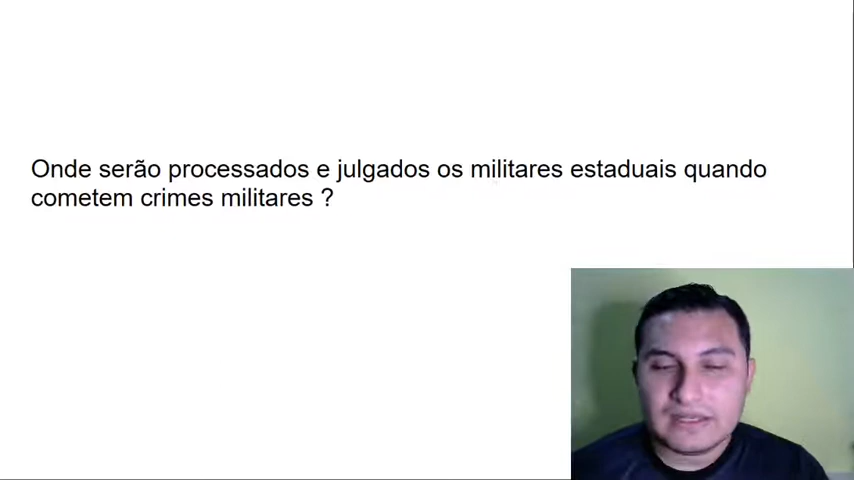 Onde serão processados e julgados os militares estaduais quando
cometem crimes militares ?